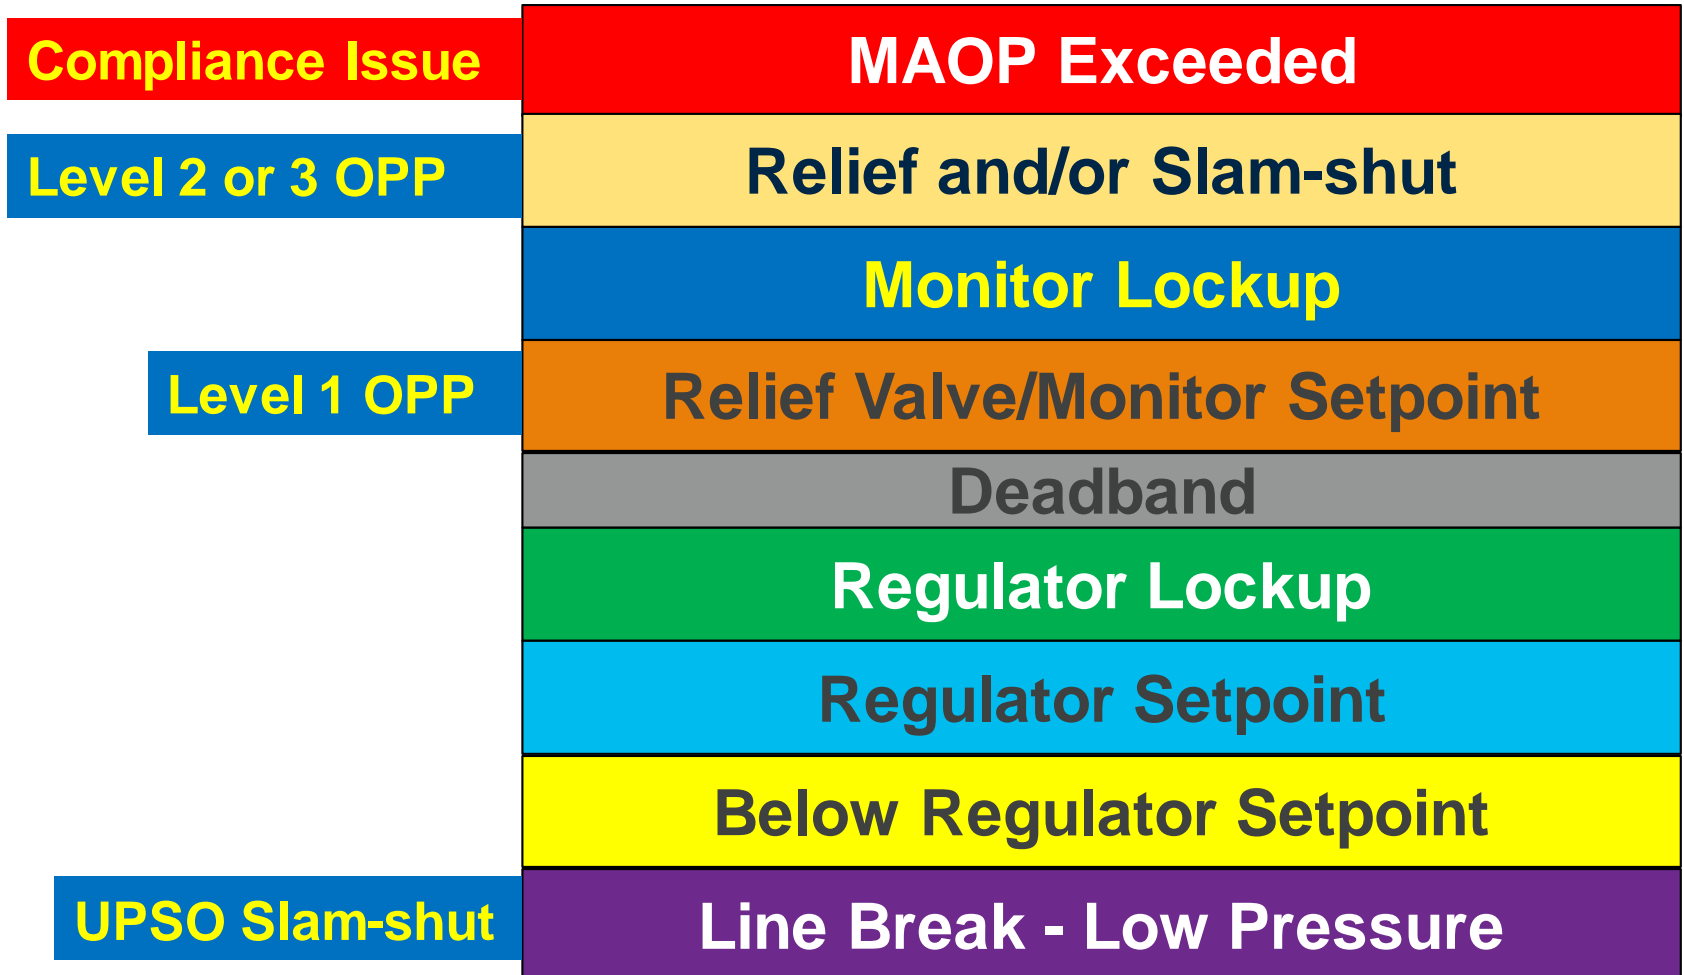 Compliance Issue
MAOP Exceeded
Level 2 or 3 OPP
Relief and/or Slam-shut
Monitor Lockup
Level 1 OPP
Relief Valve/Monitor Setpoint
Deadband
Regulator Lockup
Regulator Setpoint
Below Regulator Setpoint
UPSO Slam-shut
Line Break - Low Pressure